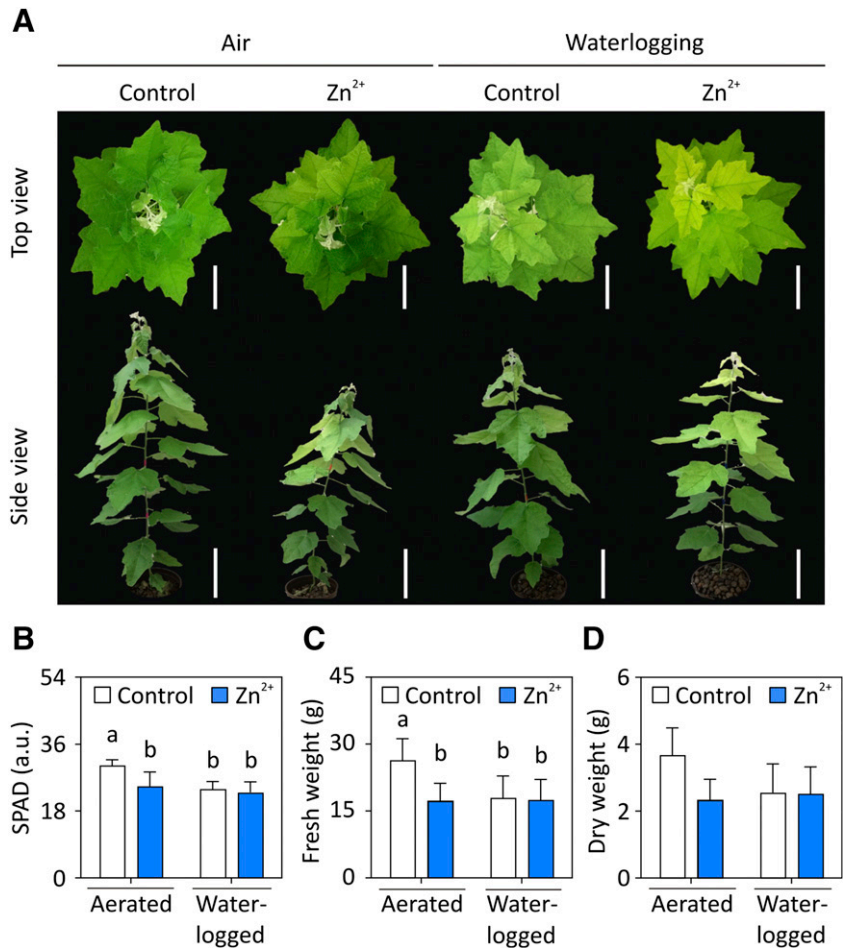 A
Air Waterlogging
Control Zn²⁺ Control Zn²⁺
Top view
Side view
B C D
54 45 6
Control Zn²⁺ Control Zn²⁺ Control Zn²⁺
a a
36 30 4
b b b b b b
SPAD (a.u.) Fresh weight (g) Dry weight (g)
18 15 2
0 0 0
Aerated Water- Aerated Water- Aerated Water-
logged logged logged